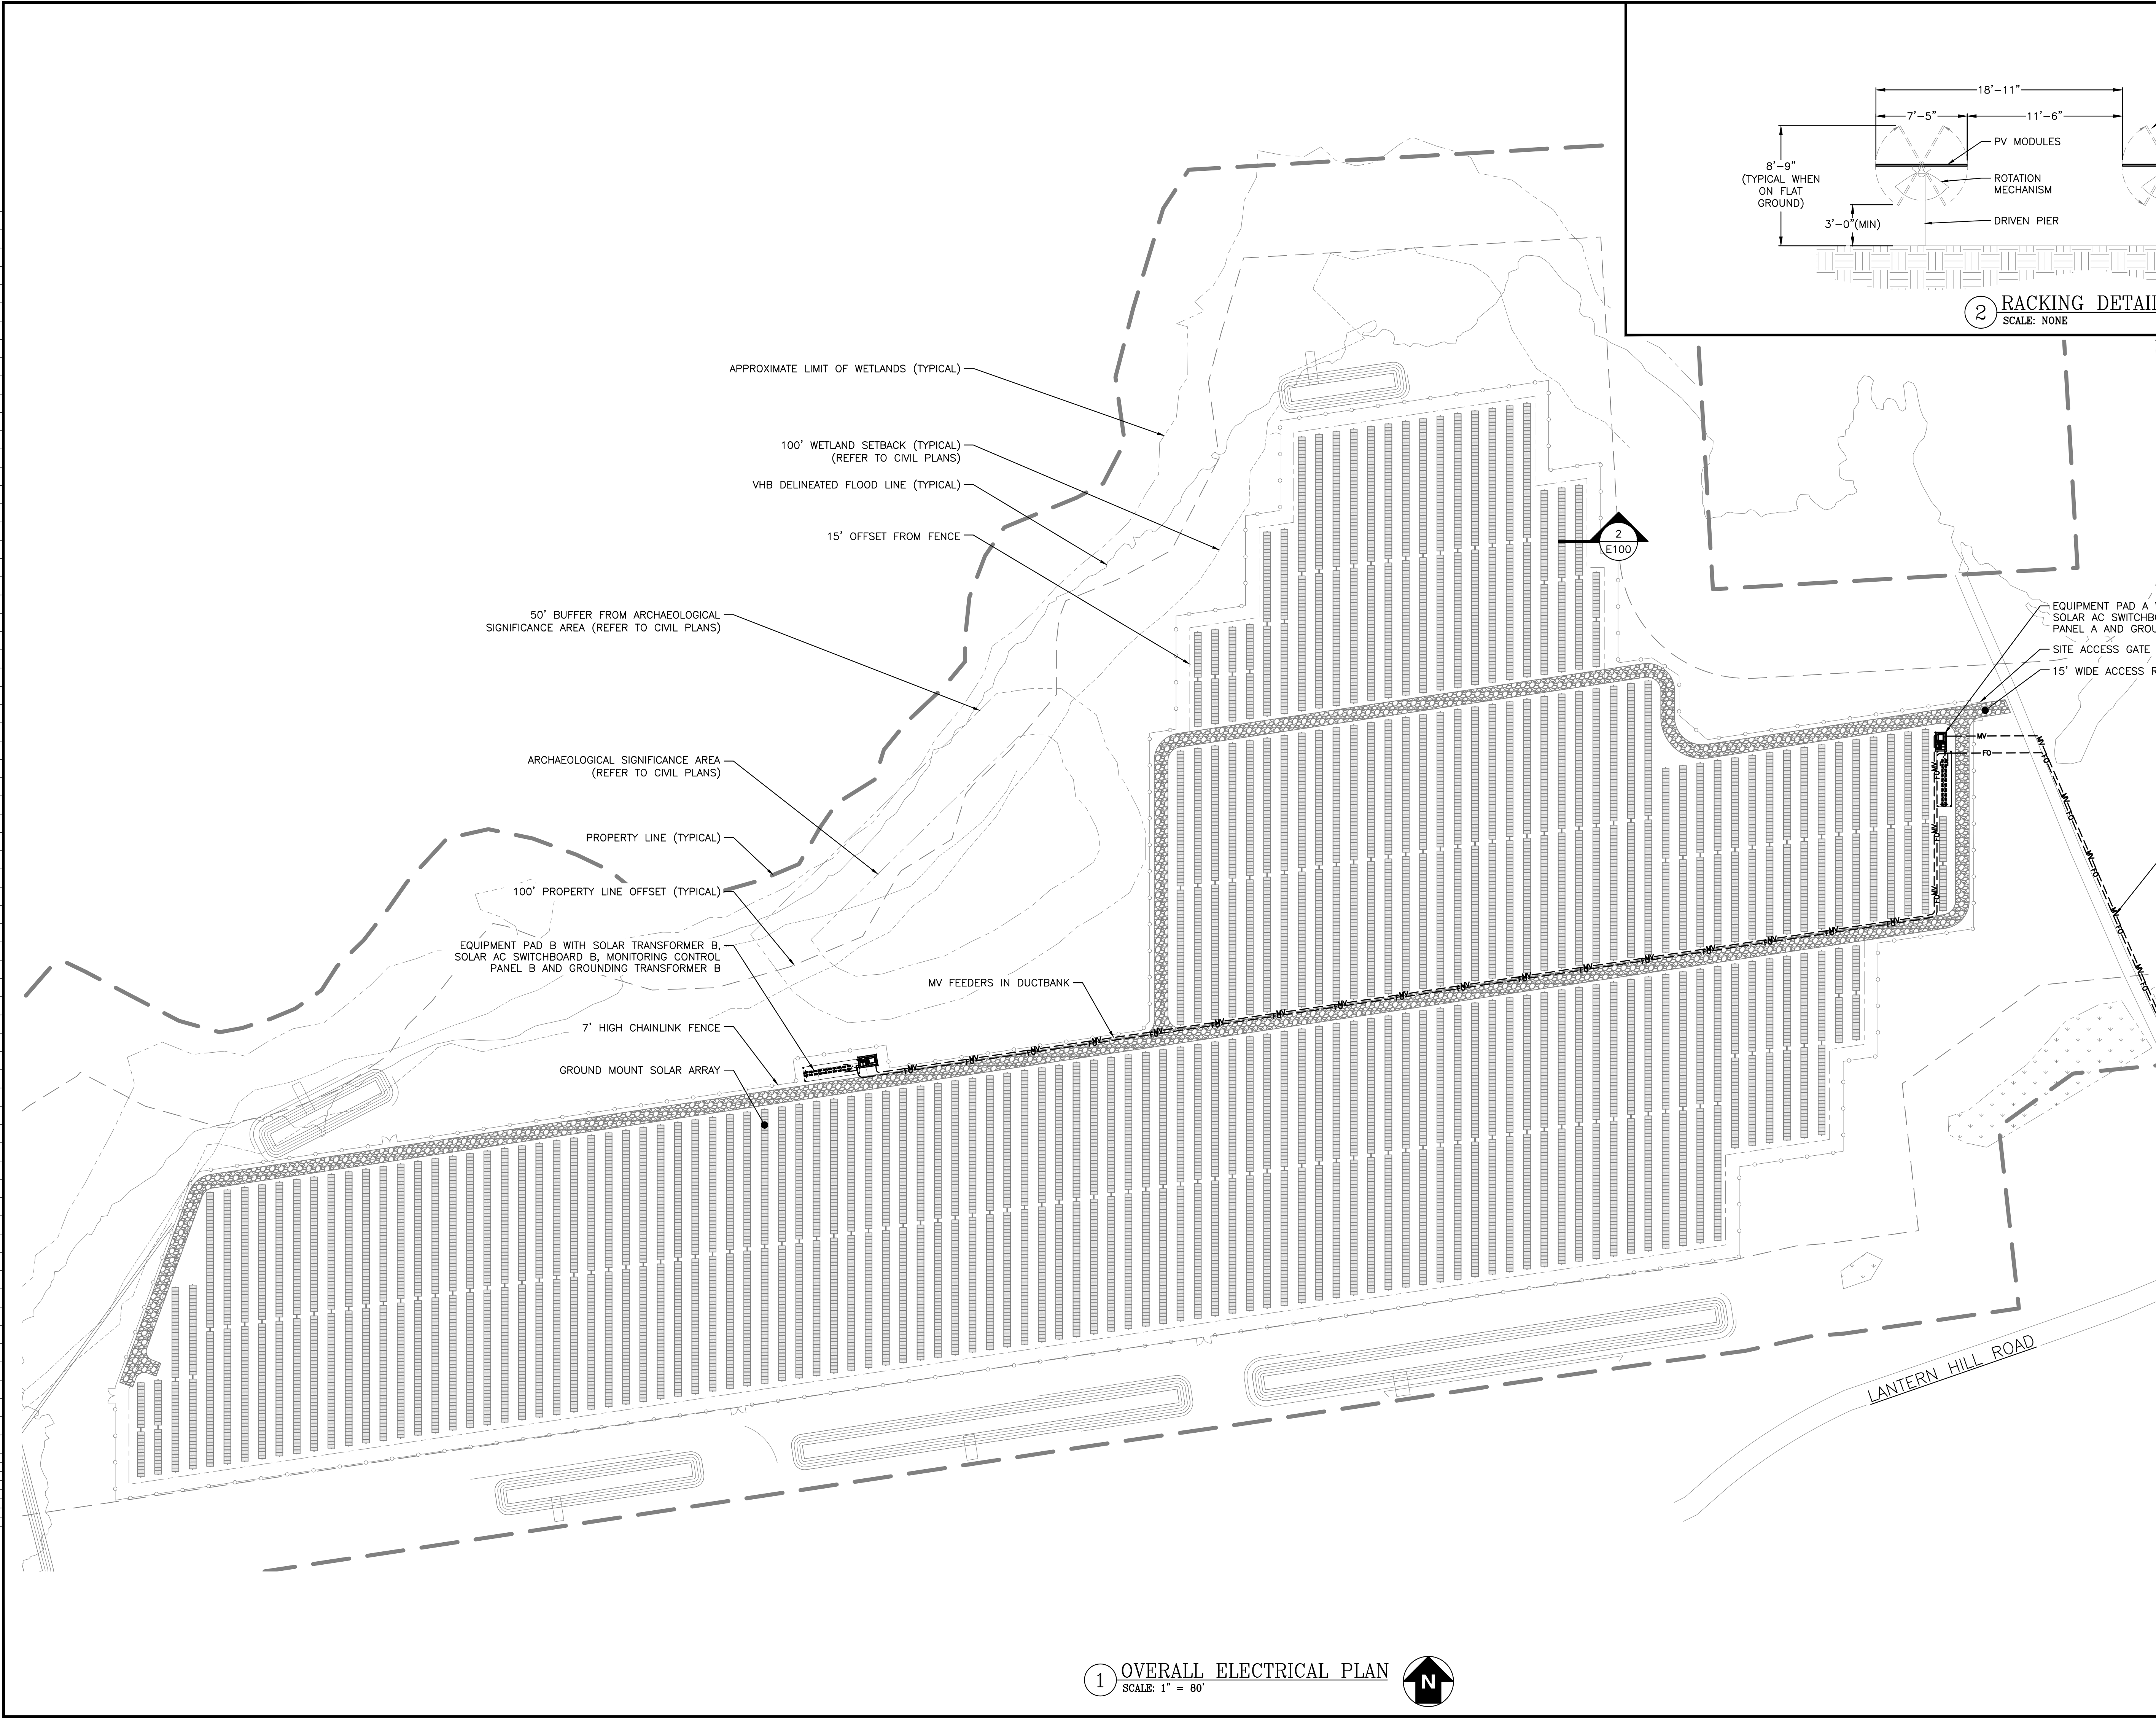 18'-11"
7'-5"
11'-6"
PV MODULES
8'-9"
(TYPICAL WHEN
ON FLAT
GROUND)
ROTATION
MECHANISM
3'-0"(MIN)
DRIVEN PIER
2
RACKING DETAIL
SCALE: NONE
APPROXIMATE LIMIT OF WETLANDS (TYPICAL)
100' WETLAND SETBACK (TYPICAL)
(REFER TO CIVIL PLANS)
VHB DELINEATED FLOOD LINE (TYPICAL)
15' OFFSET FROM FENCE
2
E100
50' BUFFER FROM ARCHAEOLOGICAL
SIGNIFICANCE AREA (REFER TO CIVIL PLANS)
EQUIPMENT PAD A
SOLAR AC
PANEL A AND
SITE ACCESS GATE
15' WIDE ACCESS
MV
FO
ARCHAEOLOGICAL SIGNIFICANCE AREA
(REFER TO CIVIL PLANS)
PROPERTY LINE (TYPICAL)
100' PROPERTY LINE OFFSET (TYPICAL)
EQUIPMENT PAD B WITH SOLAR TRANSFORMER B,
SOLAR AC SWITCHBOARD B, MONITORING CONTROL
PANEL B AND GROUNDING TRANSFORMER B
MV FEEDERS IN DUCTBANK
7' HIGH CHAINLINK FENCE
GROUND MOUNT SOLAR ARRAY
LANTERN HILL ROAD
1
OVERALL ELECTRICAL PLAN
SCALE: 1" = 80'
N